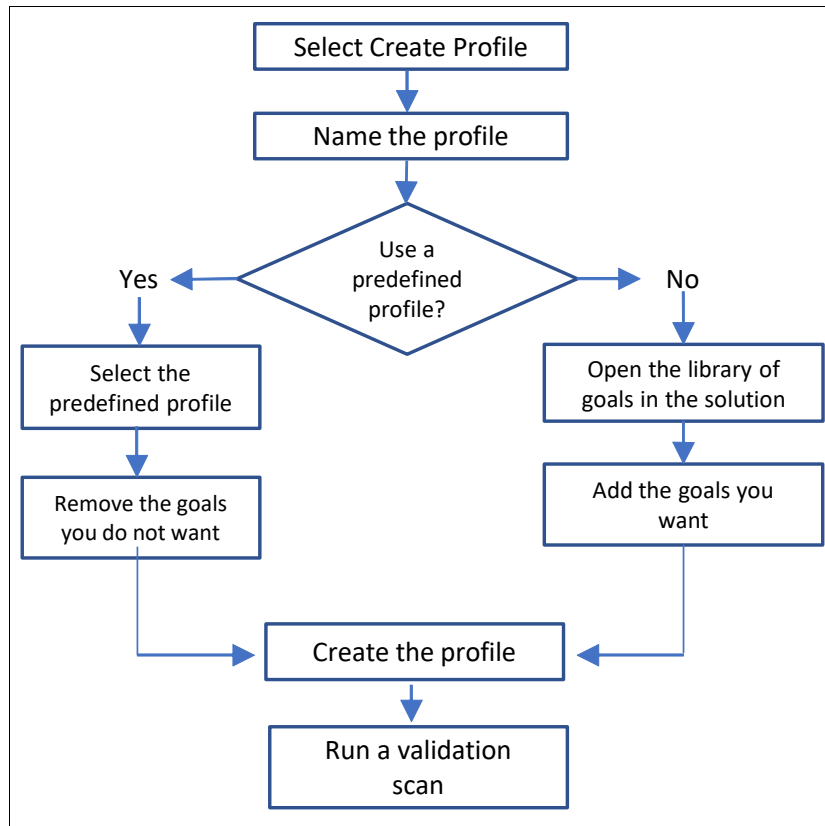 Select Create Profile
Name the profile
Use a
predefined
profile?
Yes
No
Select the
predefined profile
Open the library of
goals in the solution
Remove the goals
you do not want
Add the goals you
want
Create the profile
Run a validation
scan